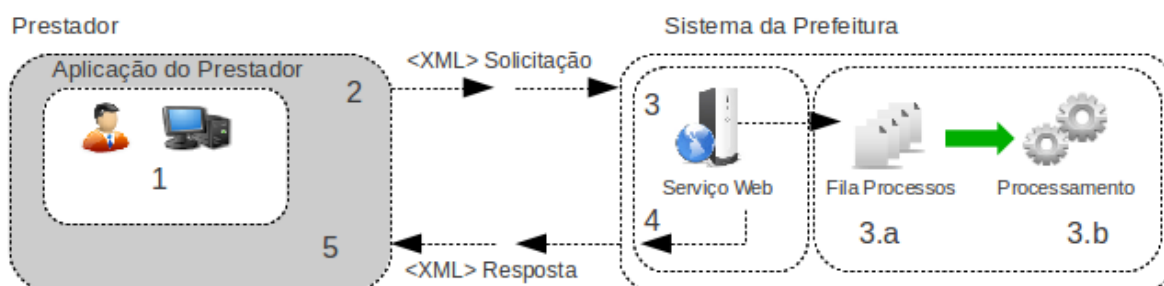 Prestador
Sistema da Prefeitura
Aplicação do Prestador
<XML> Solicitação
2
3
1
Serviço Web
Fila Processos
Processamento
4
3.a
3.b
5
<XML> Resposta